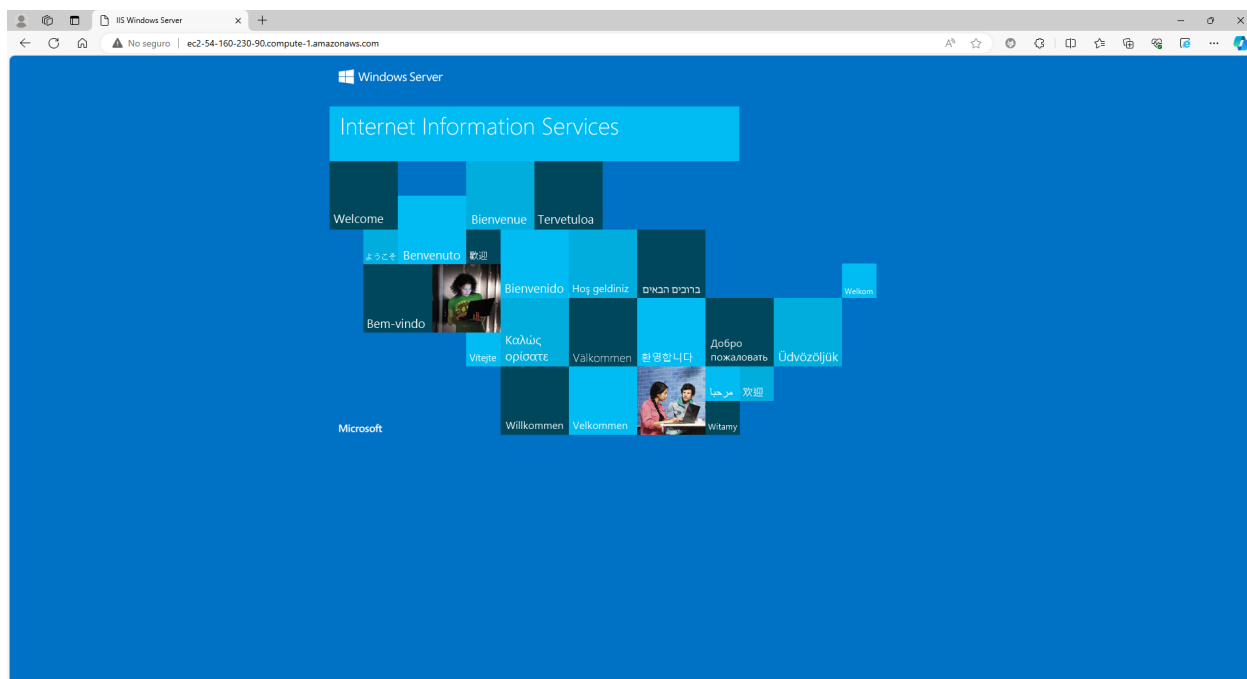 IIS Windows Server
No seguro
ec2-54-160-230-90.compute-1.amazonaws.com
Windows Server
Internet Information Services
Welcome
Bienvenue
Tervetuloa
ようこそ
Benvenuto
歡迎
Bienvenido
Hoş geldiniz
ברוכים הבאים
Welkom
Bem-vindo
Vítejte
Καλώς
ορίσατε
Välkommen
환영합니다
Добро
пожаловать
Üdvözöljük
Willkommen
Velkommen
مرحبا
欢迎
Witamy
Microsoft